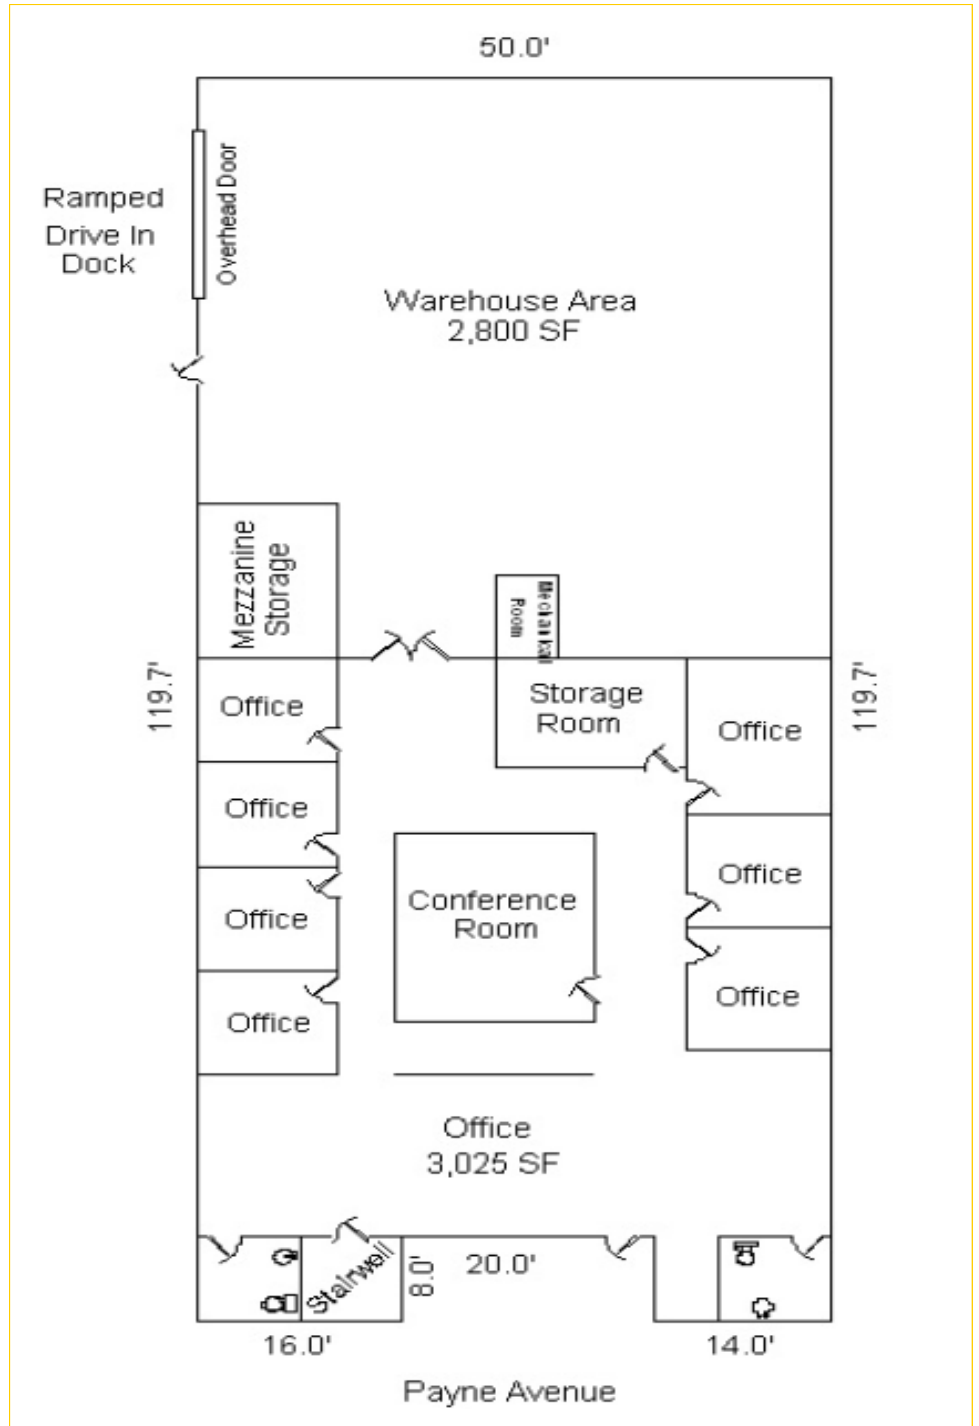 50.0'
Overhead Door
Ramped
Drive In
Dock
Warehouse Area
2,800 SF
Mezzanine
Storage
Mechanical
Room
119.7'
119.7'
Office
Storage
Room
Office
Office
Office
Conference
Room
Office
Office
Office
Office
3,025 SF
Stairwell
8.0'
20.0'
16.0'
14.0'
Payne Avenue